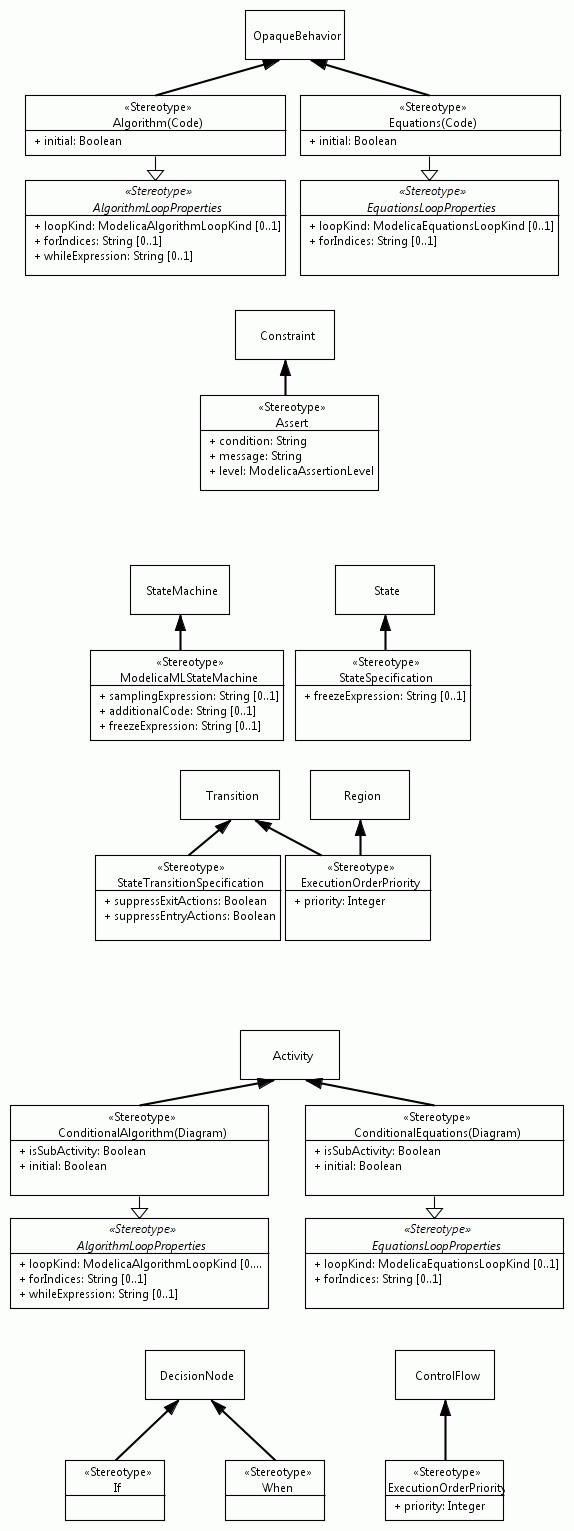 OpaqueBehavior
«Stereotype»
Algorithm(Code)
+ initial: Boolean
«Stereotype»
Equations(Code)
+ initial: Boolean
«Stereotype»
AlgorithmLoopProperties
+ loopKind: ModelicaAlgorithmLoopKind [0..1]
+ forIndices: String [0..1]
+ whileExpression: String [0..1]
«Stereotype»
EquationsLoopProperties
+ loopKind: ModelicaEquationsLoopKind [0..1]
+ forIndices: String [0..1]
Constraint
«Stereotype»
Assert
+ condition: String
+ message: String
+ level: ModelicaAssertionLevel
StateMachine
State
«Stereotype»
ModelicaMLStateMachine
+ samplingExpression: String [0..1]
+ additionalCode: String [0..1]
+ freezeExpression: String [0..1]
«Stereotype»
StateSpecification
+ freezeExpression: String [0..1]
Transition
Region
«Stereotype»
StateTransitionSpecification
+ suppressExitActions: Boolean
+ suppressEntryActions: Boolean
«Stereotype»
ExecutionOrderPriority
+ priority: Integer
Activity
«Stereotype»
ConditionalAlgorithm(Diagram)
+ isSubActivity: Boolean
+ initial: Boolean
«Stereotype»
ConditionalEquations(Diagram)
+ isSubActivity: Boolean
+ initial: Boolean
«Stereotype»
AlgorithmLoopProperties
+ loopKind: ModelicaAlgorithmLoopKind [0....
+ forIndices: String [0..1]
+ whileExpression: String [0..1]
«Stereotype»
EquationsLoopProperties
+ loopKind: ModelicaEquationsLoopKind [0..1]
+ forIndices: String [0..1]
DecisionNode
ControlFlow
«Stereotype»
If
«Stereotype»
When
«Stereotype»
ExecutionOrderPriority
+ priority: Integer